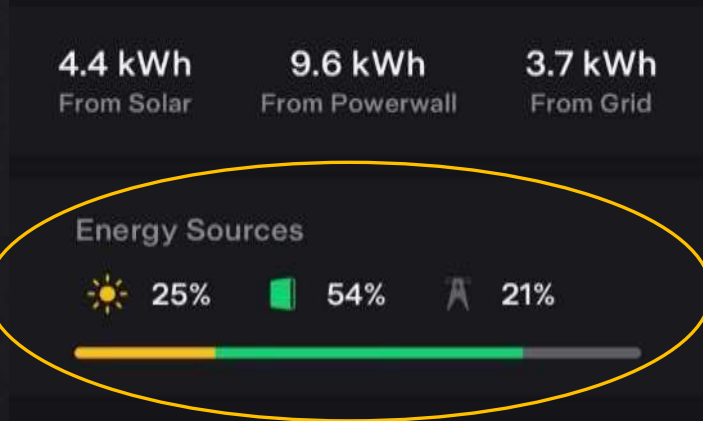 4.4 kWh 9.6 kWh 3.7 kWh
From Solar From Powerwall From Grid
Energy Sources
25% 54% 21%